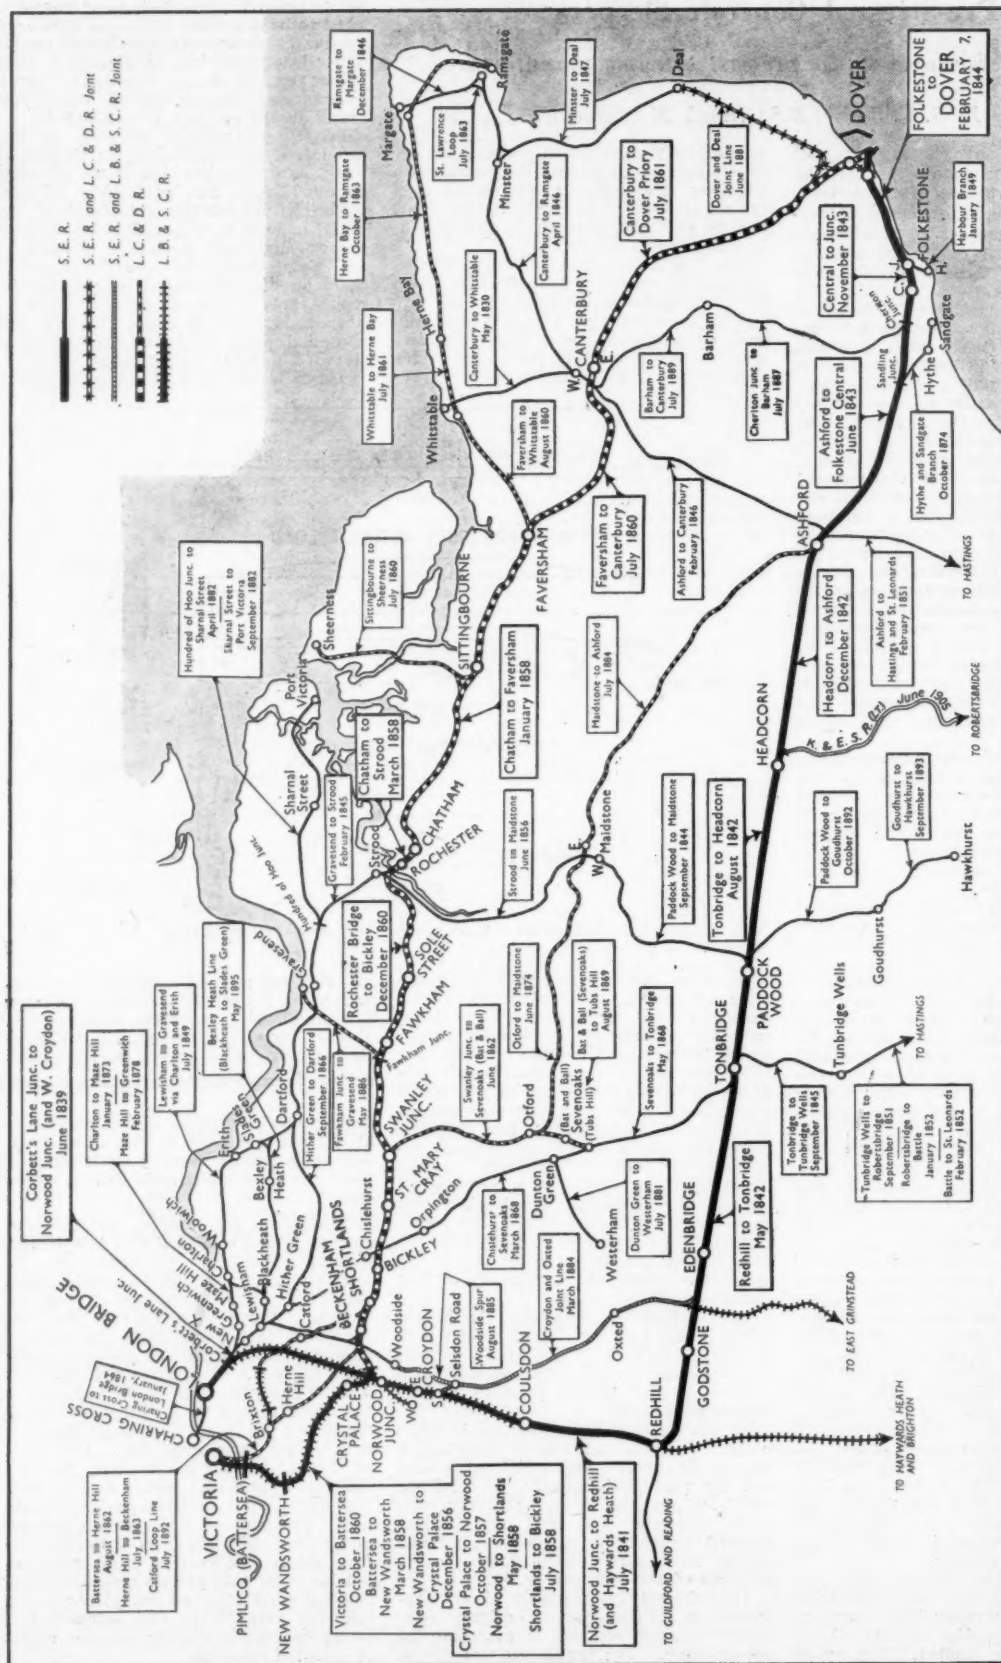 S. E. R.
S. E. R. and L. C. & D. R. Joint
S. E. R. and L. B. & S. C. R. Joint
L. C. & D. R.
L. B. & S. C. R.
Corbett's Lane Junc. to
Norwood Junc. (and W. Croydon)
June 1839
Charlton to Maze Hill
January 1873
Maze Hill to Greenwich
February 1878
Lewisham to Gravesend
via Charlton and Erith
July 1849
Bexley Heath Line
(Blackheath to Slades Green)
May 1895
Hundred of Hoo Junc. to
Sharnal Street
April 1882
Sharnal Street to
Port Victoria
September 1882
Gravesend to Strood
February 1845
Chatham to
Strood
March 1858
Sittingbourne to
Sheerness
July 1860
Whitstable to Herne Bay
July 1861
Herne Bay to Ramsgate
October 1863
Ramsgate to
Margate
December 1846
St. Lawrence
Loop
July 1863
Minster to Deal
July 1847
Canterbury to Ramsgate
April 1846
Canterbury to Whitstable
May 1830
Faversham to
Whitstable
August 1860
Dover and Deal
Joint Line
June 1881
Canterbury to
Dover Priory
July 1861
FOLKESTONE
to
DOVER
FEBRUARY 7,
1844
Central to Junc.
November 1843
Harbour Branch
January 1849
Barham to
Canterbury
July 1889
Cheriton Junc to
Barham
July 1887
Ashford to
Folkestone Central
June 1843
Hythe and Sandgate
Branch
October 1874
Faversham to
Canterbury
July 1860
Ashford to Canterbury
February 1846
Chatham to Faversham
January 1858
Maidstone to Ashford
July 1884
Headcorn to Ashford
December 1842
Ashford to
Hastings and St. Leonards
February 1851
TO HASTINGS
K. & E. S. R. (LT) June 1905
TO ROBERTSBRIDGE
Strood to Maidstone
June 1856
Paddock Wood to Maidstone
September 1844
Tonbridge to Headcorn
August 1842
Paddock Wood to
Goudhurst
October 1892
Goudhurst to
Hawkhurst
September 1893
Rochester Bridge
to Bickley
December 1860
Hither Green to Dartford
September 1866
Fawkham Junc. to
Gravesend
May 1886
Swanley Junc. to
Sevenoaks (Bat & Ball)
June 1862
Otford to Maidstone
June 1874
Bat & Ball (Sevenoaks)
to Tubs Hill
August 1869
Sevenoaks to Tonbridge
May 1868
Chislehurst to
Sevenoaks
March 1868
Dunton Green to
Westerham
July 1881
Croydon and Oxted
Joint Line
March 1884
Woodside Spur
August 1885
Redhill to Tonbridge
May 1842
Tonbridge to
Tunbridge Wells
September 1845
Tunbridge Wells to
Robertsbridge
September 1851
Robertsbridge to
Battle
January 1852
Battle to St. Leonards
February 1852
TO HASTINGS
TO EAST GRINSTEAD
TO HAYWARDS HEATH
AND BRIGHTON
TO GUILDFORD AND READING
Norwood Junc. to Redhill
(and Haywards Heath)
July 1841
Victoria to Battersea
October 1860
Battersea to
New Wandsworth
March 1858
New Wandsworth to
Crystal Palace
December 1856
Crystal Palace to Norwood
October 1857
Norwood to Shortlands
May 1858
Shortlands to Bickley
July 1858
Battersea to Herne Hill
August 1862
Herne Hill to Beckenham
July 1863
Catford Loop Line
July 1892
Charing Cross to
London Bridge
January, 1864
CHARING CROSS
LONDON BRIDGE
VICTORIA
PIMLICO (BATTERSEA)
NEW WANDSWORTH
Brixton
Herne
Hill
CRYSTAL
PALACE
NORWOOD
JUNC.
Corbett's Lane Junc.
New X
Greenwich
Maze Hill
Charlton
Woolwich
Lewisham
Blackheath
Hither Green
Catford
BECKENHAM
SHORTLANDS
Bexley
Heath
Erith
Slades
Green
Dartford
Gravesend
Hundred of Hoo Junc.
Sharnal
Street
Port
Victoria
Sheerness
Strood
ROCHESTER
CHATHAM
SITTINGBOURNE
FAVERSHAM
Whitstable
Herne Bay
Margate
Ramsgate
Minster
Deal
DOVER
W. CANTERBURY
E.
Barham
Cheriton
Junc.
C.
J.
H.
FOLKESTONE
Sandgate
Hythe
Sandling
Junc.
ASHFORD
HEADCORN
E.
W. Maidstone
PADDOCK
WOOD
Goudhurst
Hawkhurst
TONBRIDGE
Tunbridge Wells
SOLE
STREET
FAWKHAM
Fawkham Junc.
SWANLEY
JUNC.
ST. MARY
CRAY
Chislehurst
BICKLEY
Orpington
Otford
(Bat and Ball)
Sevenoaks
(Tubs Hill)
Dunton
Green
Westerham
Woodside
E. CROYDON
S.
Selsdon Road
Oxted
COULSDON
REDHILL
GODSTONE
EDENBRIDGE